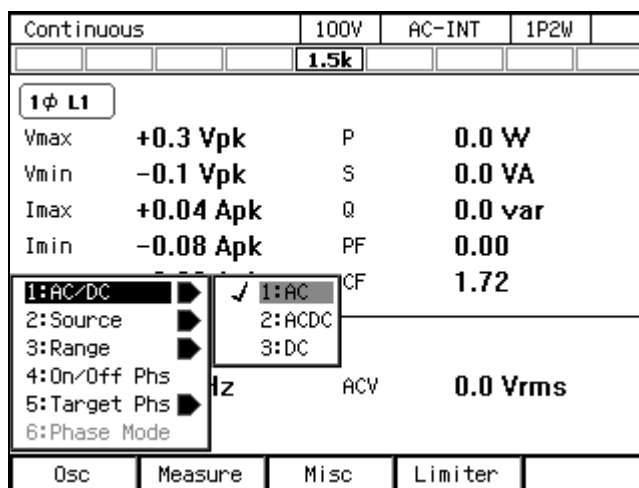 Continuous 100V AC-INT 1P2W
1.5k
1φ L1
Vmax +0.3 Vpk P 0.0 W
Vmin -0.1 Vpk S 0.0 VA
Imax +0.04 Apk Q 0.0 var
Imin -0.08 Apk PF 0.00
CF 1.72
1:AC/DC
2:Source
3:Range
4:On/Off Phs
5:Target Phs
6:Phase Mode
1:AC
2:ACDC
3:DC
Hz ACV 0.0 Vrms
Osc Measure Misc Limiter